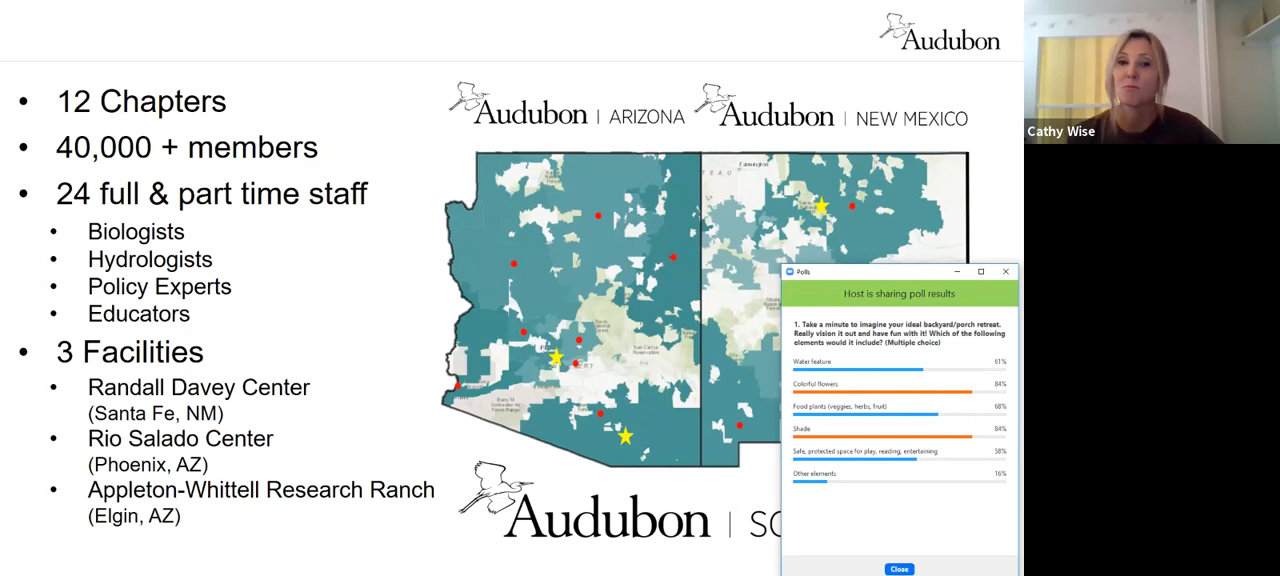 Audubon
• 12 Chapters
• 40,000 + members
• 24 full & part time staff
• Biologists
• Hydrologists
• Policy Experts
• Educators
• 3 Facilities
• Randall Davey Center
(Santa Fe, NM)
• Rio Salado Center
(Phoenix, AZ)
• Appleton-Whittell Research Ranch
(Elgin, AZ)
Audubon | ARIZONA
Audubon | NEW MEXICO
Farmington
Audubon | SO
Polls
Host is sharing poll results
1. Take a minute to imagine your ideal backyard/porch retreat.
Really vision it out and have fun with it! Which of the following
elements would it include? (Multiple choice)
Water feature 61%
Colorful flowers 84%
Food plants (veggies, herbs, fruit) 68%
Shade 84%
Safe, protected space for play, reading, entertaining 58%
Other elements 16%
Close
Cathy Wise